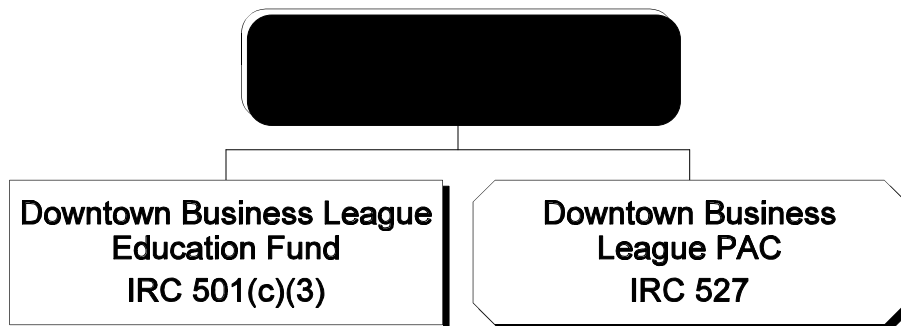 Downtown Business League
Education Fund
IRC 501(c)(3)
Downtown Business
League PAC
IRC 527